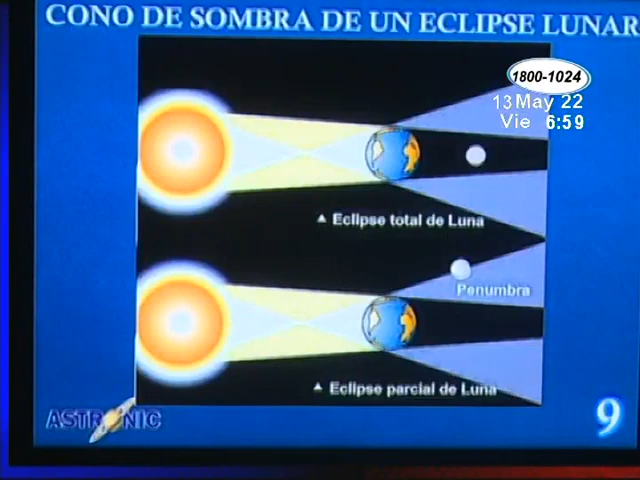 CONO DE SOMBRA DE UN ECLIPSE LUNAR
1800-1024
13 May 22
Vie 6:59
▲ Eclipse total de Luna
Penumbra
▲ Eclipse parcial de Luna
ASTRONIC
9